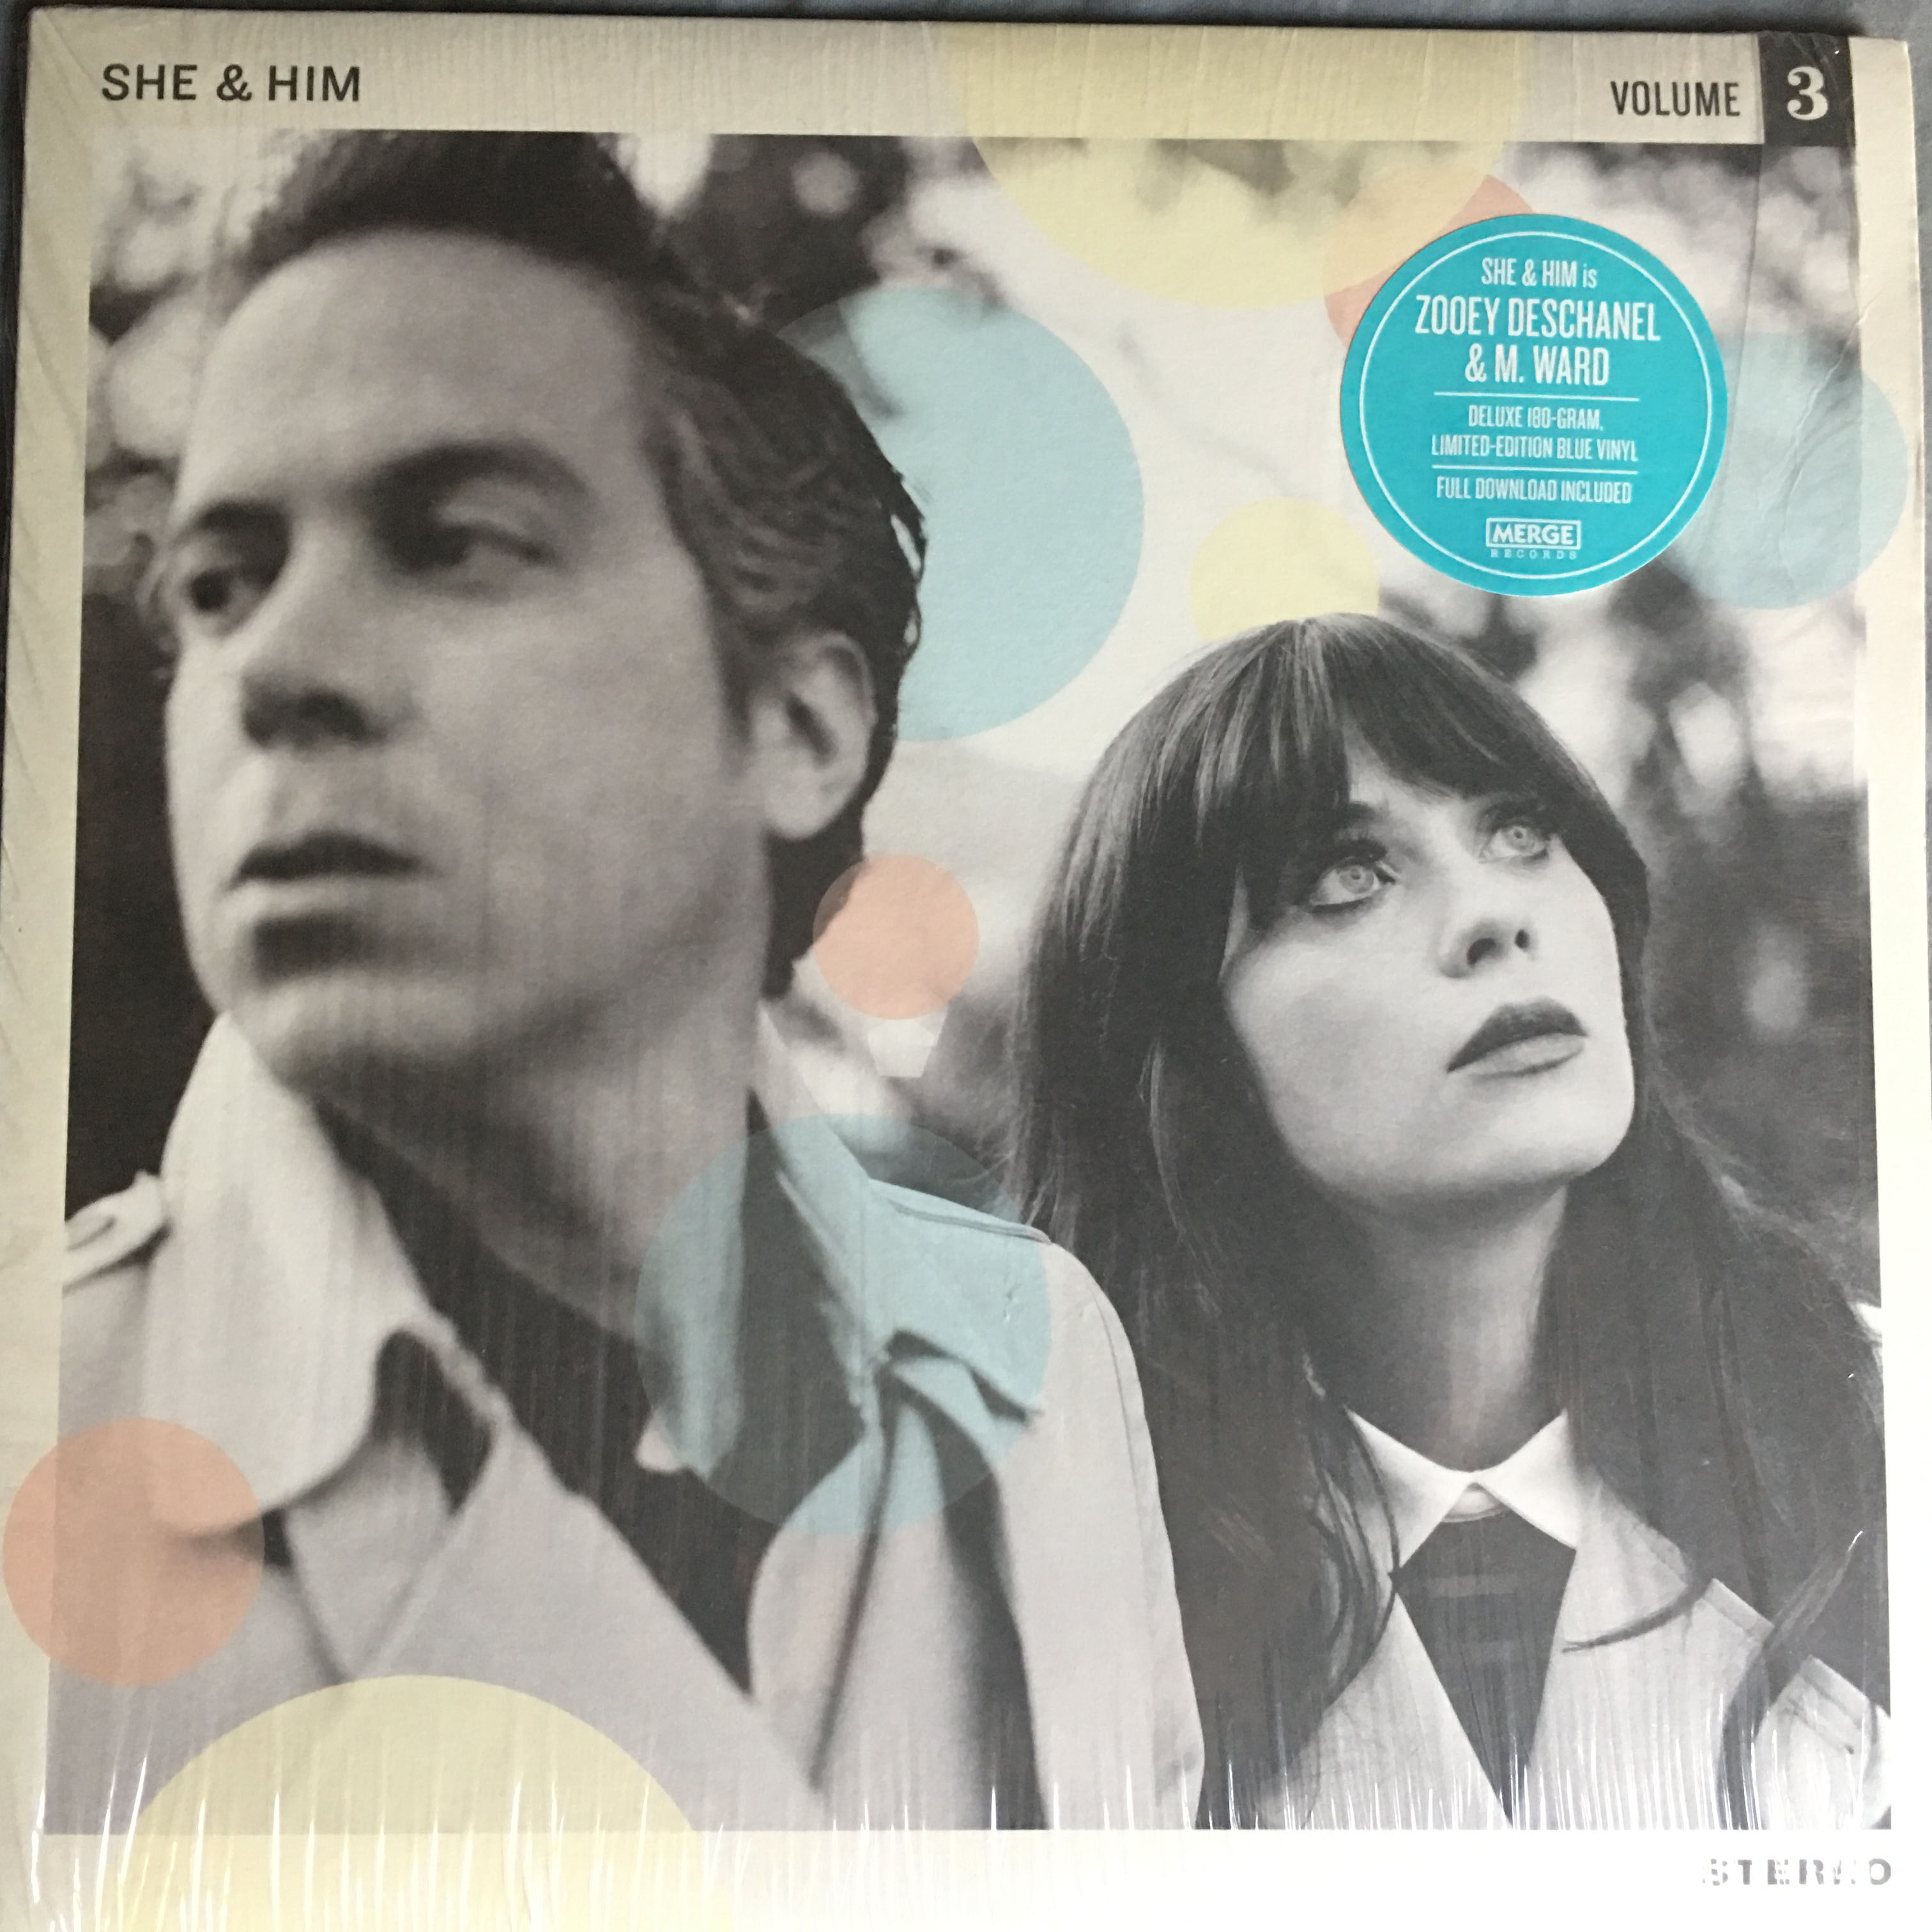 SHE & HIM
VOLUME 3
SHE & HIM is
ZOOEY DESCHANEL
& M. WARD
DELUXE 180-GRAM,
LIMITED-EDITION BLUE VINYL
FULL DOWNLOAD INCLUDED
MERGE
RECORDS
STEREO